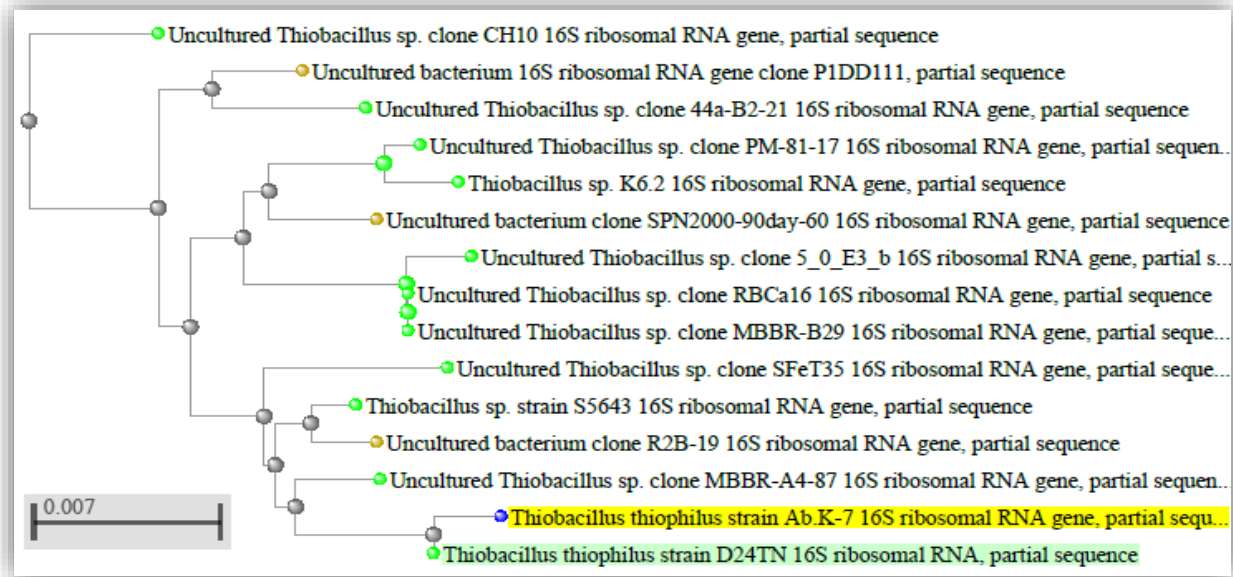 Uncultured Thiobacillus sp. clone CH10 16S ribosomal RNA gene, partial sequence
Uncultured bacterium 16S ribosomal RNA gene clone P1DD111, partial sequence
Uncultured Thiobacillus sp. clone 44a-B2-21 16S ribosomal RNA gene, partial sequence
Uncultured Thiobacillus sp. clone PM-81-17 16S ribosomal RNA gene, partial sequen...
Thiobacillus sp. K6.2 16S ribosomal RNA gene, partial sequence
Uncultured bacterium clone SPN2000-90day-60 16S ribosomal RNA gene, partial sequence
Uncultured Thiobacillus sp. clone 5_0_E3_b 16S ribosomal RNA gene, partial s...
Uncultured Thiobacillus sp. clone RBCa16 16S ribosomal RNA gene, partial sequence
Uncultured Thiobacillus sp. clone MBBR-B29 16S ribosomal RNA gene, partial seque...
Uncultured Thiobacillus sp. clone SFeT35 16S ribosomal RNA gene, partial seque...
Thiobacillus sp. strain S5643 16S ribosomal RNA gene, partial sequence
Uncultured bacterium clone R2B-19 16S ribosomal RNA gene, partial sequence
Uncultured Thiobacillus sp. clone MBBR-A4-87 16S ribosomal RNA gene, partial sequen...
0.007
Thiobacillus thiophilus strain Ab.K-7 16S ribosomal RNA gene, partial sequ...
Thiobacillus thiophilus strain D24TN 16S ribosomal RNA, partial sequence